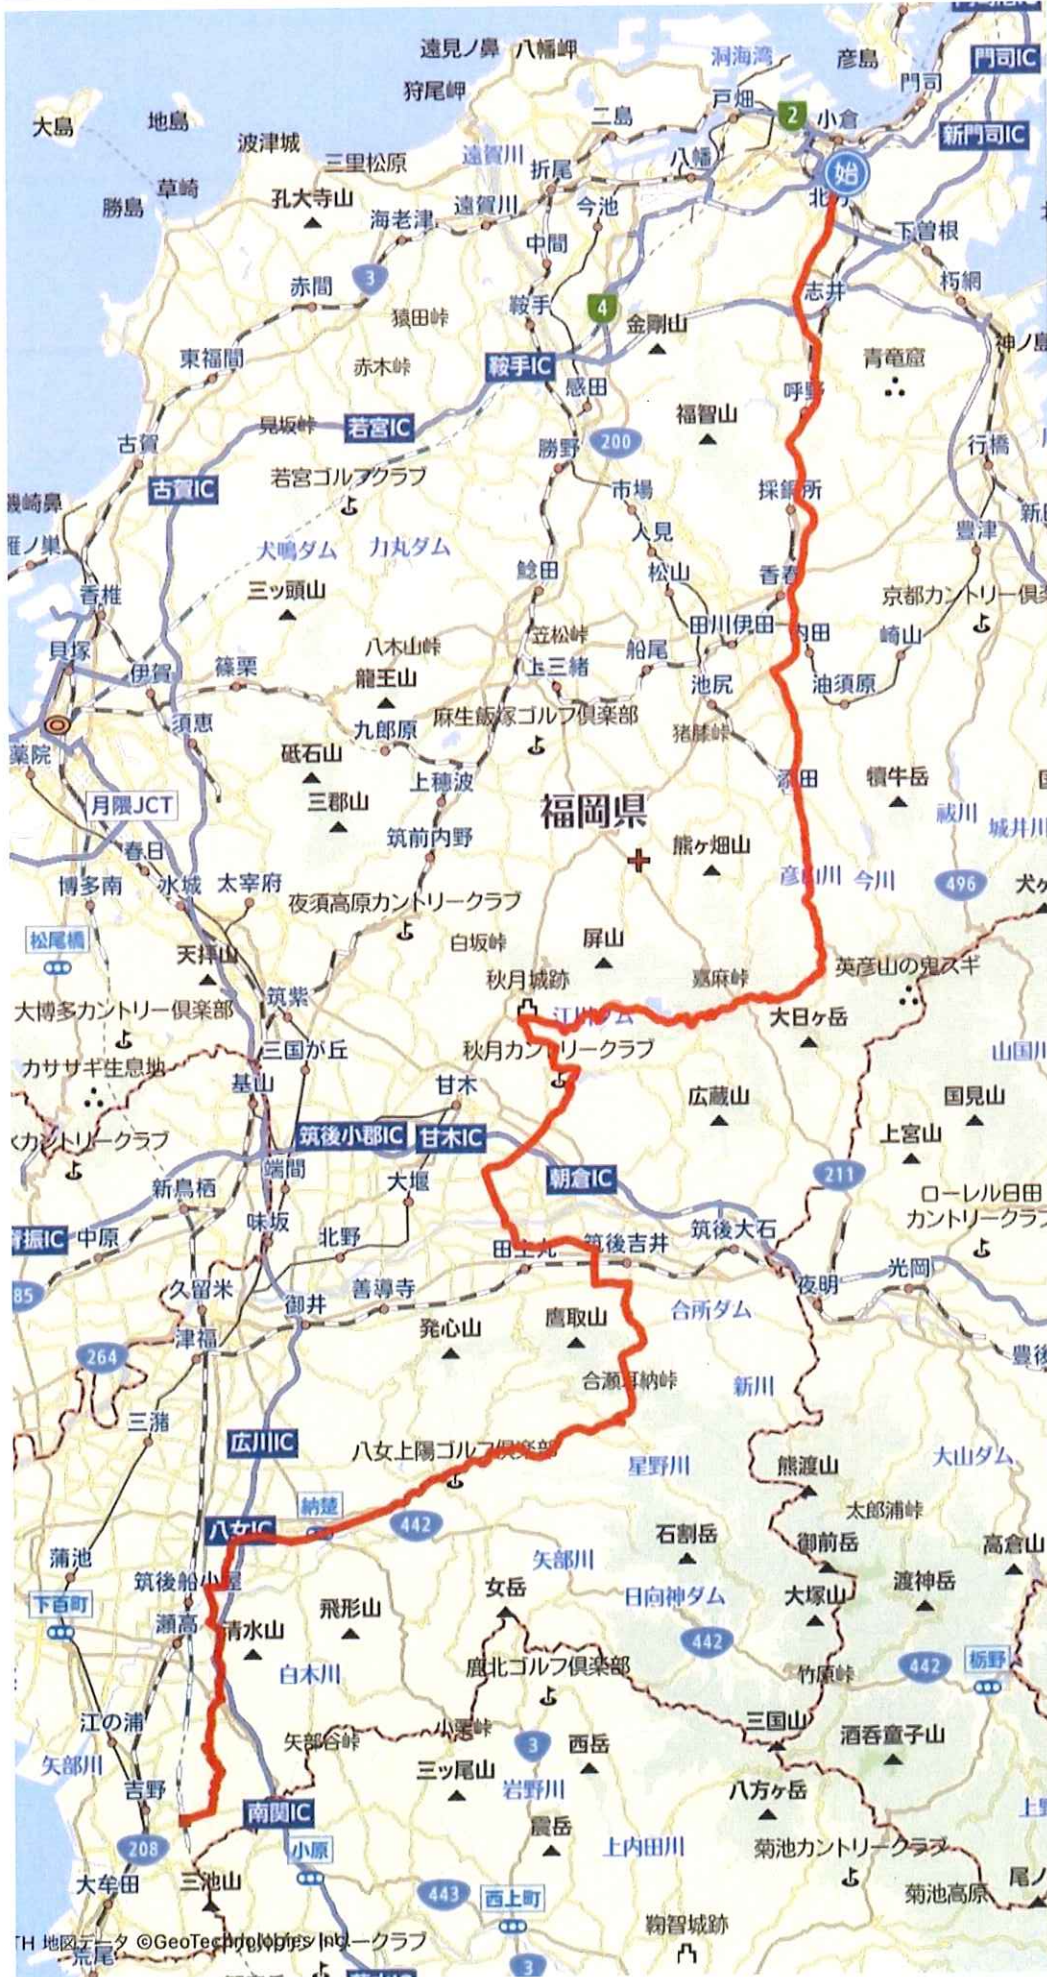 遠見ノ鼻
八幡岬
洞海湾
彦島
門司IC
狩尾岬
門司
戸畑
2
小倉
大島
地島
二島
新門司IC
波津城
三里松原
遠賀川
折尾
八幡
始
草崎
勝島
孔大寺山
海老津
遠賀川
今池
下曽根
中間
3
赤間
猿田峠
鞍手
4
志井
朽網
金剛山
東福間
赤木峠
鞍手IC
感田
青竜窟
呼野
福智山
見坂峠
若宮IC
古賀
勝野
200
行橋
古賀IC
若宮ゴルフクラブ
市場
採銅所
人見
豊津
犬鳴ダム
力丸ダム
鯰田
松山
香春
三ッ頭山
香椎
田川伊田
内田
崎山
八木山峠
笠松峠
貝塚
伊賀
篠栗
龍王山
上三緒
船尾
池尻
油須原
須恵
九郎原
麻生飯塚ゴルフ倶楽部
猪膝峠
薬院
砥石山
上穂波
添田
犢牛岳
月隈JCT
三郡山
福岡県
祓川
城井川
春日
筑前内野
熊ヶ畑山
博多南
水城
太宰府
彦山川
今川
496
夜須高原カントリークラブ
松尾橋
天拝山
白坂峠
屏山
秋月城跡
嘉麻峠
英彦山の鬼スギ
大博多カントリー倶楽部
筑紫
江川ダム
大日ヶ岳
三国が丘
秋月カントリークラブ
山国川
カササギ生息地
基山
甘木
広蔵山
国見山
筑後小郡IC
甘木IC
上宮山
端間
大堰
朝倉IC
211
新鳥栖
ローレル日田
カントリークラブ
中原
味坂
北野
田主丸
筑後吉井
筑後大石
久留米
御井
善導寺
夜明
光岡
津福
発心山
鷹取山
合所ダム
264
合瀬耳納峠
新川
三潴
広川IC
八女上陽ゴルフ倶楽部
星野川
熊渡山
大山ダム
八女IC
納楚
442
太郎浦峠
石割岳
御前岳
高倉山
蒲池
矢部川
筑後船小屋
女岳
日向神ダム
大塚山
渡神岳
下百町
瀬高
清水山
飛形山
442
442
栃野
白木川
鹿北ゴルフ倶楽部
竹原峠
江の浦
矢部谷峠
小栗峠
三国山
酒呑童子山
矢部川
3
西岳
吉野
三ッ尾山
岩野川
八方ヶ岳
南関IC
震岳
上内田川
208
小原
菊池カントリークラブ
大牟田
三池山
443
西上町
菊池高原
鞠智城跡
地図データ ©GeoTechnologies, Inc.
荒尾
3